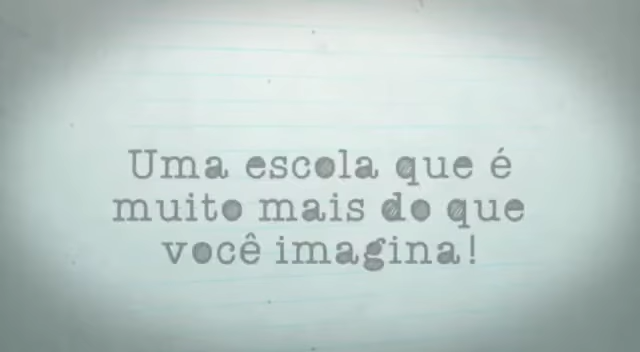 Uma escola que é
muito mais do que
você imagina!